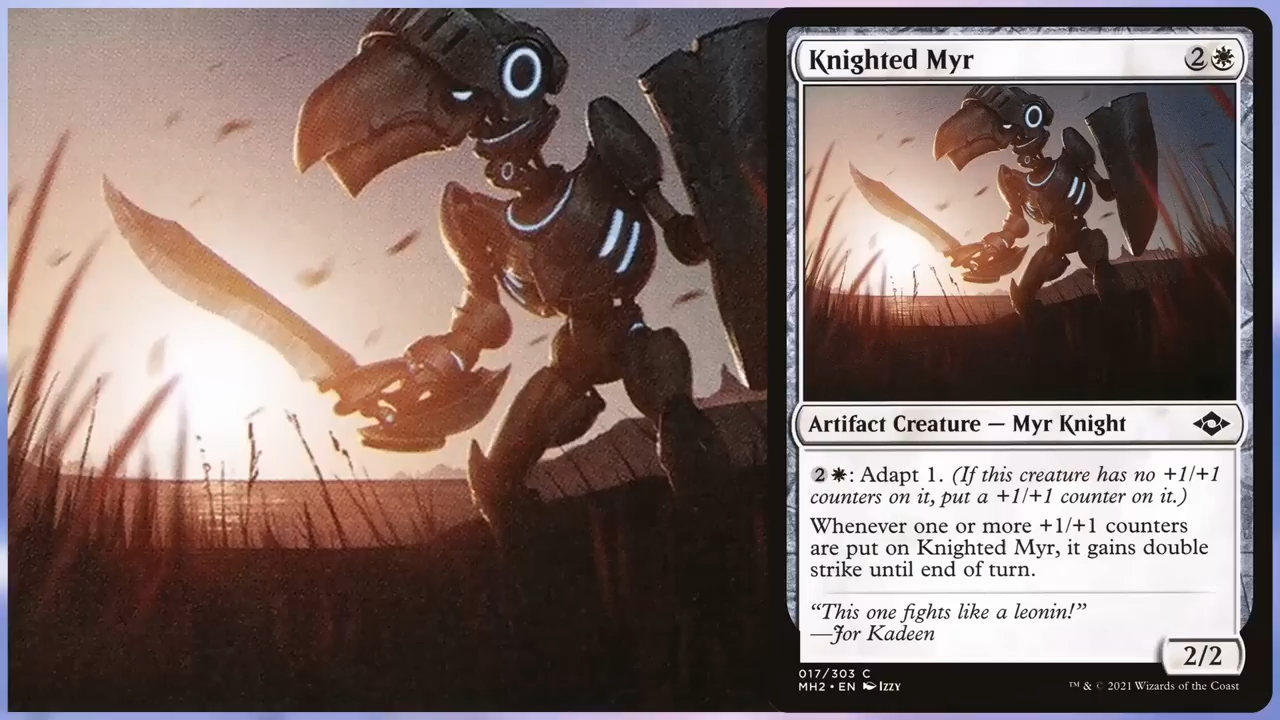 Knighted Myr 2
Artifact Creature — Myr Knight
2: Adapt 1. (If this creature has no +1/+1
counters on it, put a +1/+1 counter on it.)
Whenever one or more +1/+1 counters
are put on Knighted Myr, it gains double
strike until end of turn.
“This one fights like a leonin!”
—Jor Kadeen
2/2
017/303 C
MH2 • EN Izzy
™ & © 2021 Wizards of the Coast